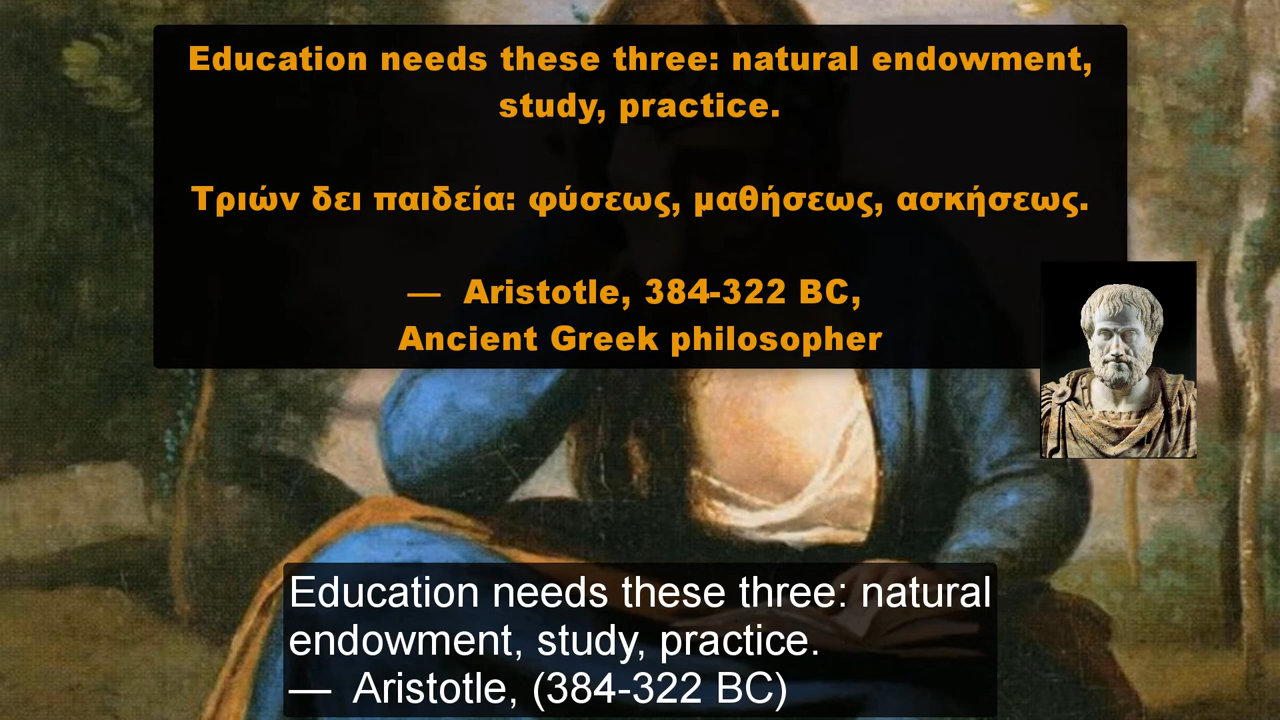 Education needs these three: natural endowment,
study, practice.
Τριών δει παιδεία: φύσεως, μαθήσεως, ασκήσεως.
— Aristotle, 384-322 BC,
Ancient Greek philosopher
Education needs these three: natural
endowment, study, practice.
— Aristotle, (384-322 BC)